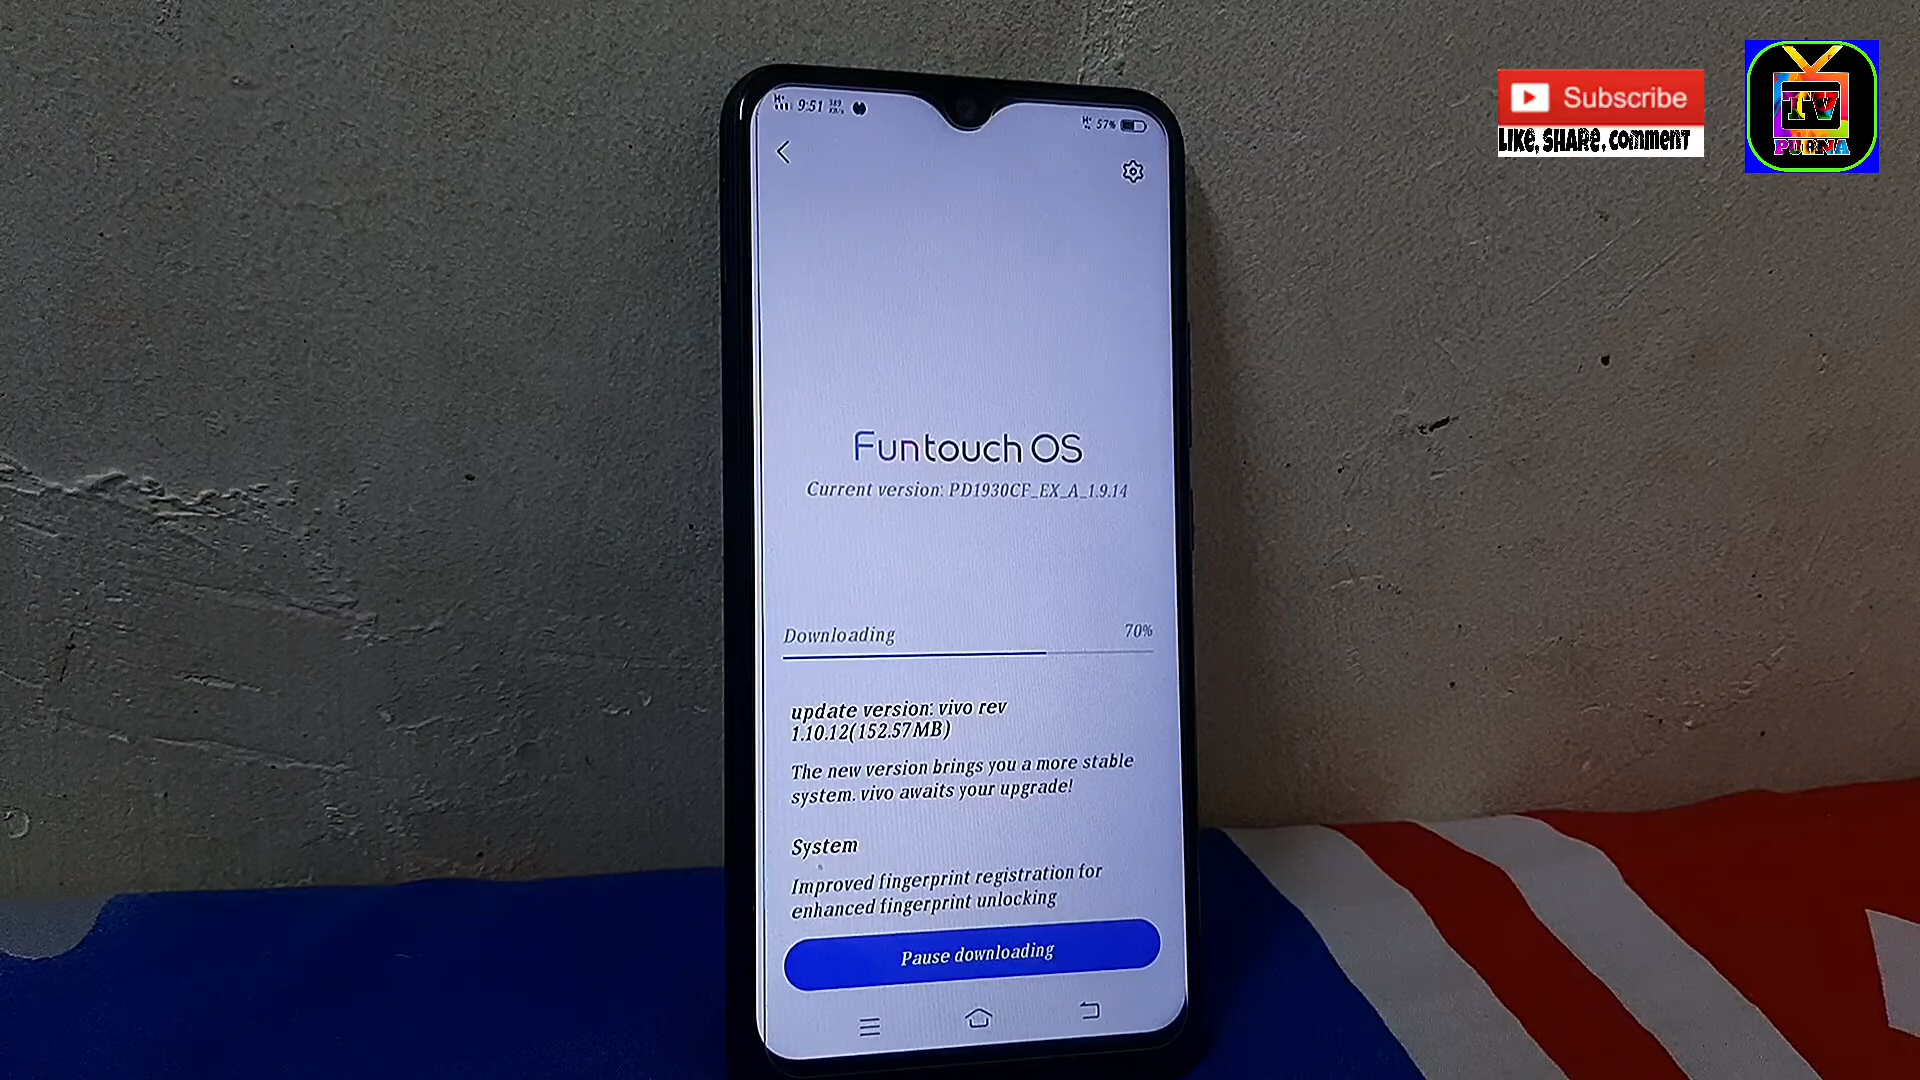 9:51
57%
Subscribe
LIKE, SHARE, comment
TV
PURNA
Funtouch OS
Current version: PD1930CF_EX_A_1.9.14
Downloading 70%
update version: vivo rev
1.10.12(152.57MB)
The new version brings you a more stable
system. vivo awaits your upgrade!
System
Improved fingerprint registration for
enhanced fingerprint unlocking
Pause downloading